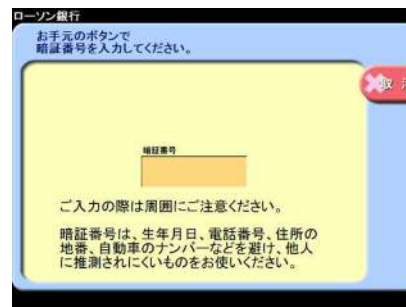 ローソン銀行
お手元のボタンで
暗証番号を入力してください。
取 消
暗証番号
ご入力の際は周囲にご注意ください。
暗証番号は、生年月日、電話番号、住所の
地番、自動車のナンバーなどを避け、他人
に推測されにくいものをお使いください。